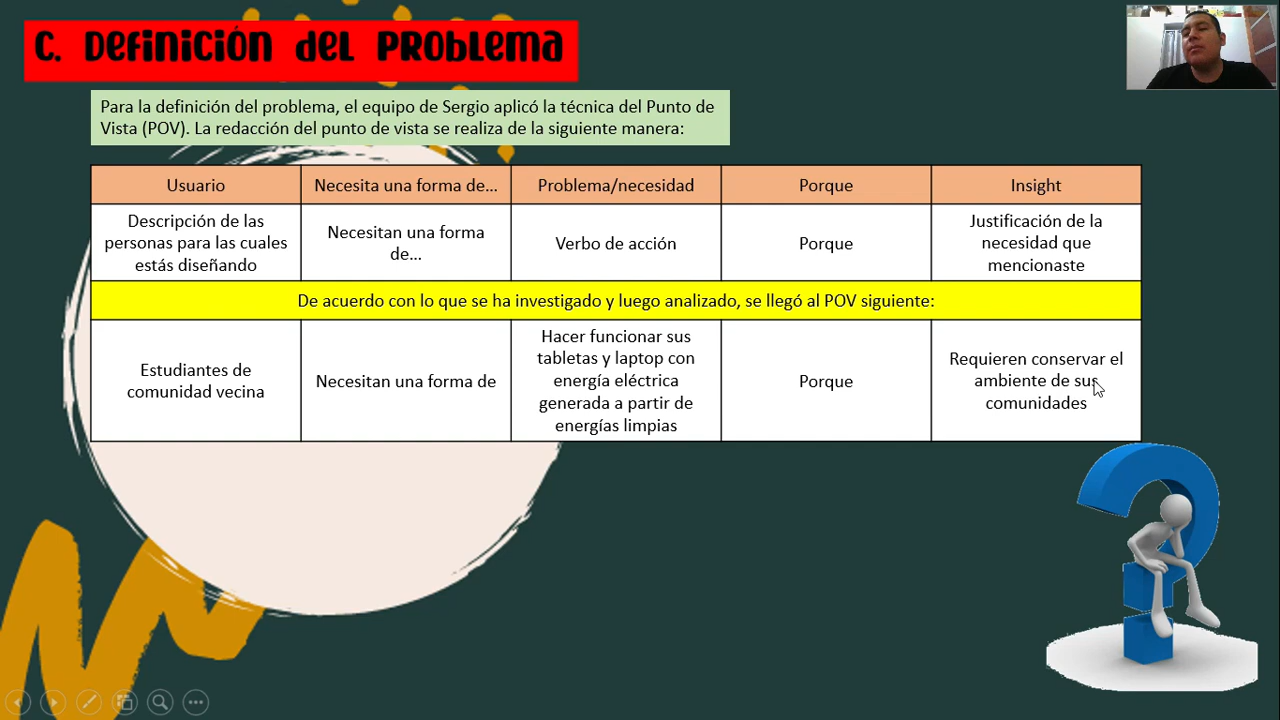 C. Definición del Problema
Para la definición del problema, el equipo de Sergio aplicó la técnica del Punto de
Vista (POV). La redacción del punto de vista se realiza de la siguiente manera:
Usuario
Necesita una forma de...
Problema/necesidad
Porque
Insight
Descripción de las
personas para las cuales
estás diseñando
Necesitan una forma
de...
Verbo de acción
Porque
Justificación de la
necesidad que
mencionaste
De acuerdo con lo que se ha investigado y luego analizado, se llegó al POV siguiente:
Estudiantes de
comunidad vecina
Necesitan una forma de
Hacer funcionar sus
tabletas y laptop con
energía eléctrica
generada a partir de
energías limpias
Porque
Requieren conservar el
ambiente de sus
comunidades